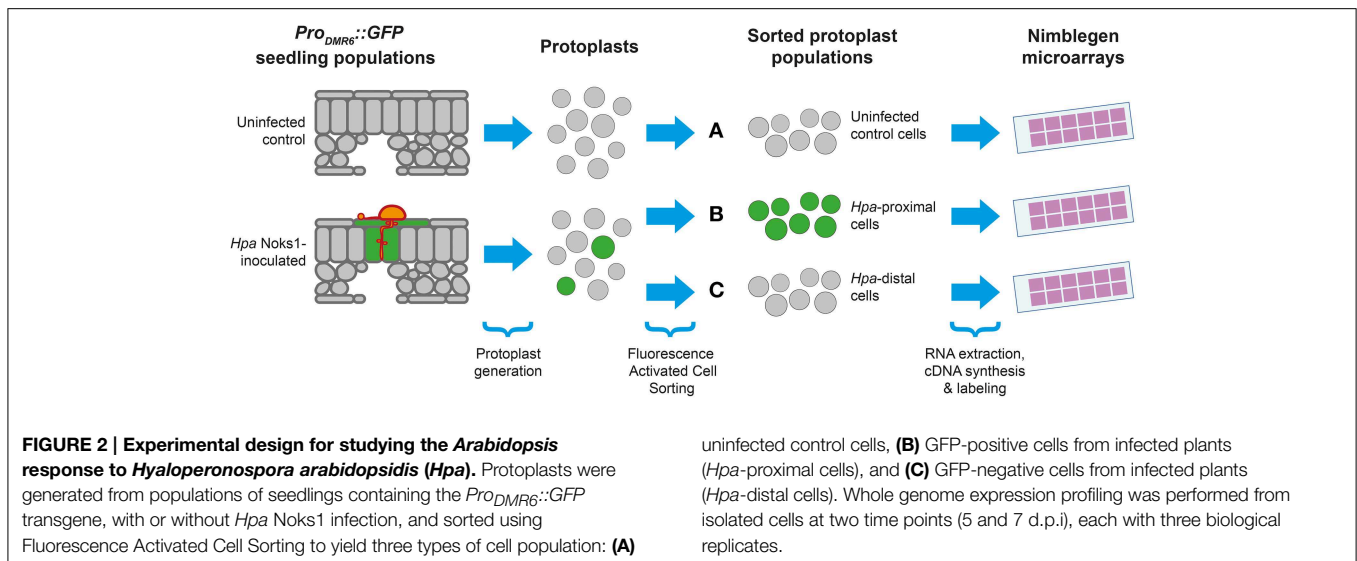 Pro_DMR6::GFP
seedling populations
Protoplasts
Sorted protoplast
populations
Nimblegen
microarrays
Uninfected
control
A
Uninfected
control cells
B
Hpa-proximal
cells
Hpa Noks1-
inoculated
C
Hpa-distal
cells
Protoplast
generation
Fluorescence
Activated Cell
Sorting
RNA extraction,
cDNA synthesis
& labeling
FIGURE 2 | Experimental design for studying the Arabidopsis
response to Hyaloperonospora arabidopsidis (Hpa). Protoplasts were
generated from populations of seedlings containing the Pro_DMR6::GFP
transgene, with or without Hpa Noks1 infection, and sorted using
Fluorescence Activated Cell Sorting to yield three types of cell population: (A)
uninfected control cells, (B) GFP-positive cells from infected plants
(Hpa-proximal cells), and (C) GFP-negative cells from infected plants
(Hpa-distal cells). Whole genome expression profiling was performed from
isolated cells at two time points (5 and 7 d.p.i), each with three biological
replicates.